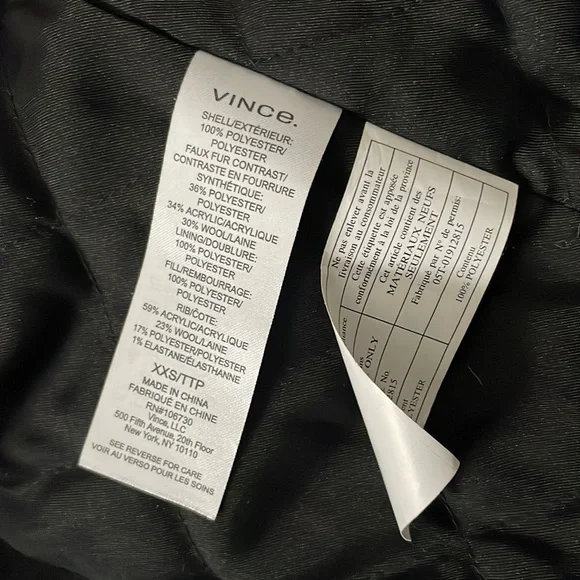 VINCE.
SHELL/EXTÉRIEUR:
100% POLYESTER/
POLYESTER
FAUX FUR CONTRAST/
CONTRASTE EN FOURRURE
SYNTHÉTIQUE:
36% POLYESTER/
POLYESTER
34% ACRYLIC/ACRYLIQUE
30% WOOL/LAINE
LINING/DOUBLURE:
100% POLYESTER/
POLYESTER
FILL/REMBOURRAGE:
100% POLYESTER/
POLYESTER
RIB/COTE:
59% ACRYLIC/ACRYLIQUE
23% WOOL/LAINE
17% POLYESTER/POLYESTER
1% ELASTANE/ÉLASTHANNE
XXS/TTP
MADE IN CHINA
FABRIQUÉ EN CHINE
RN#106730
Vince, LLC
500 Fifth Avenue, 20th Floor
New York, NY 10110
SEE REVERSE FOR CARE
VOIR AU VERSO POUR LES SOINS
Ne pas enlever avant la
livraison au consommateur
Cette étiquette est apposée
conformément à la loi de la province
Cet article contient des
MATERIAUX NEUFS
SEULEMENT
Fabriqué par N° de Permis:
05T-01912815
Contenu
100% POLYESTER
ONLY
No.